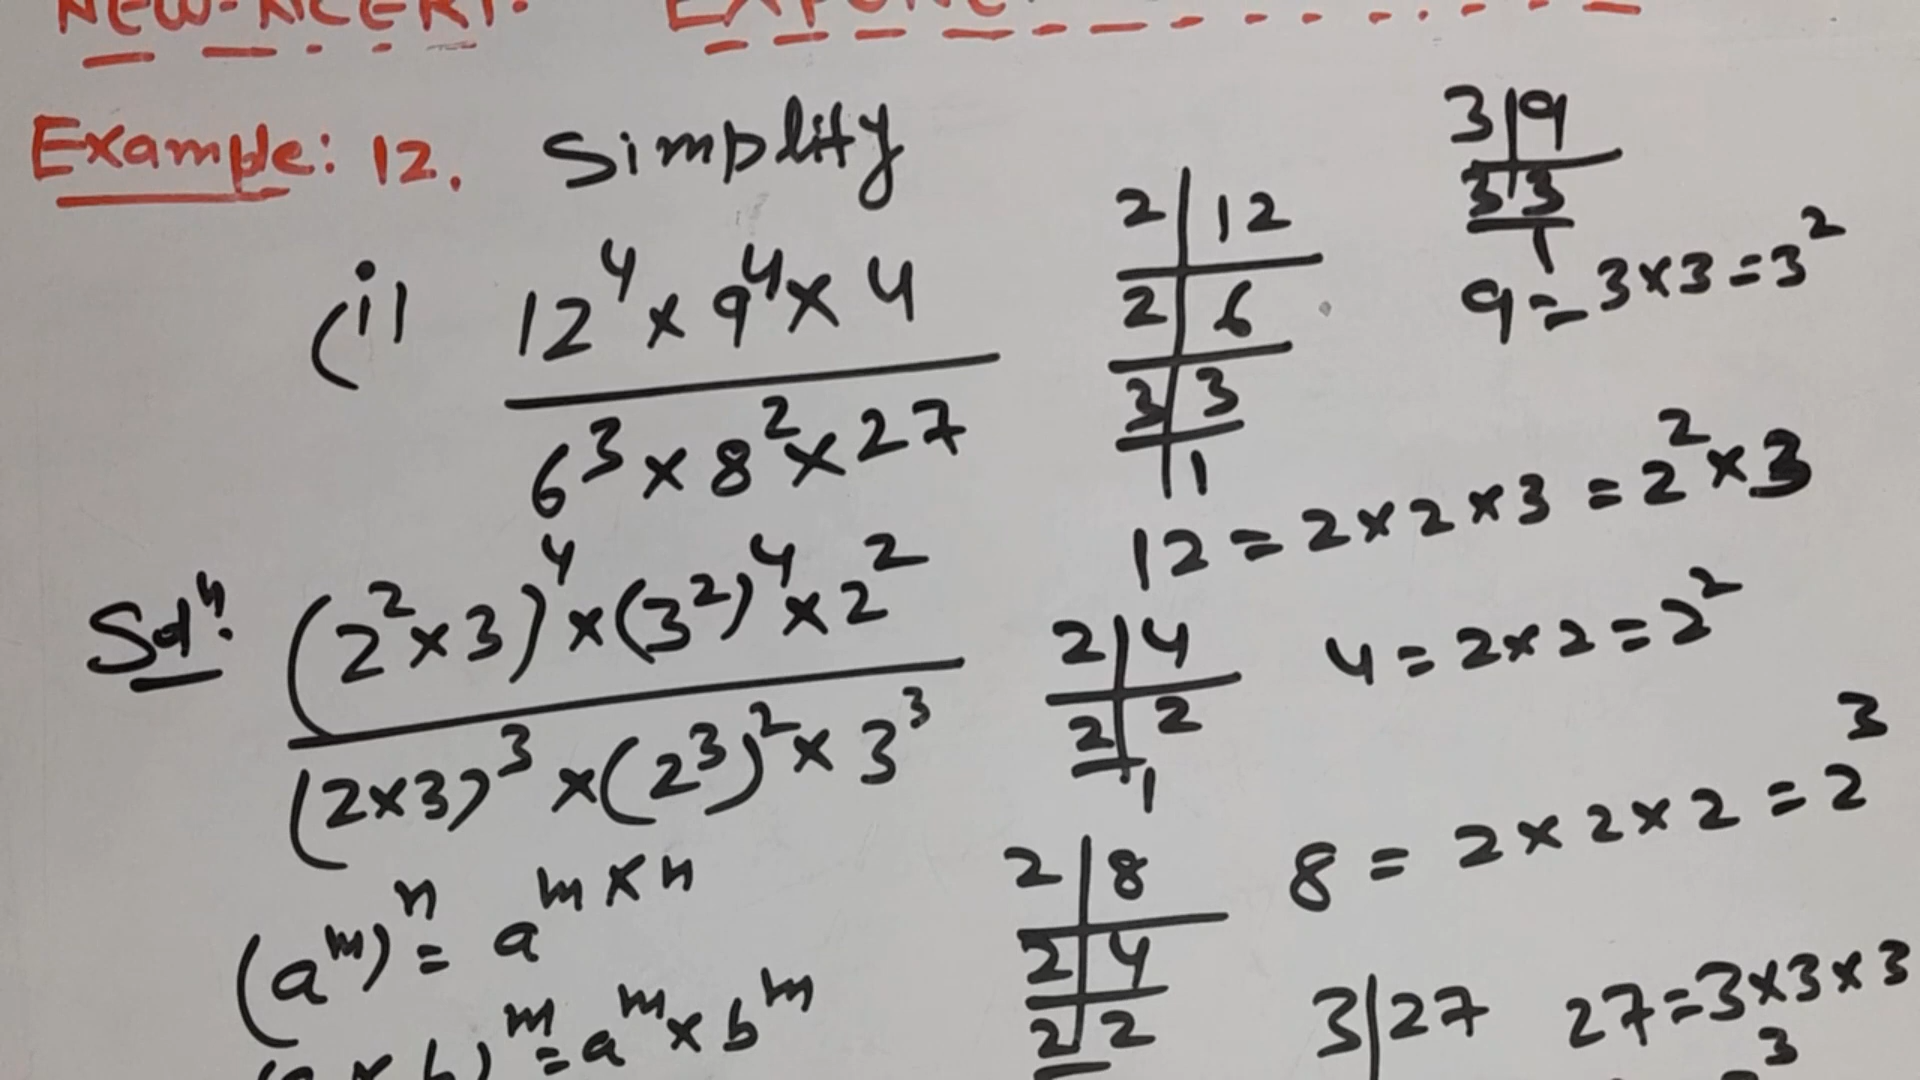 NEW-NCERT.
Example: 12. Simplify
(i) 12⁴ × 9⁴ × 4
6³ × 8² × 27
Solⁿ: (2² × 3)⁴ × (3²)⁴ × 2²
(2×3)³ × (2³)² × 3³
(aᵐ)ⁿ = aᵐˣⁿ
(a × b)ᵐ = aᵐ × bᵐ
3|9
3|3
1
9 = 3×3 = 3²
2|12
2|6
3|3
1
12 = 2×2×3 = 2²×3
2|4
2|2
1
4 = 2×2 = 2²
2|8
2|4
2|2
8 = 2×2×2 = 2³
3|27
27 = 3×3×3